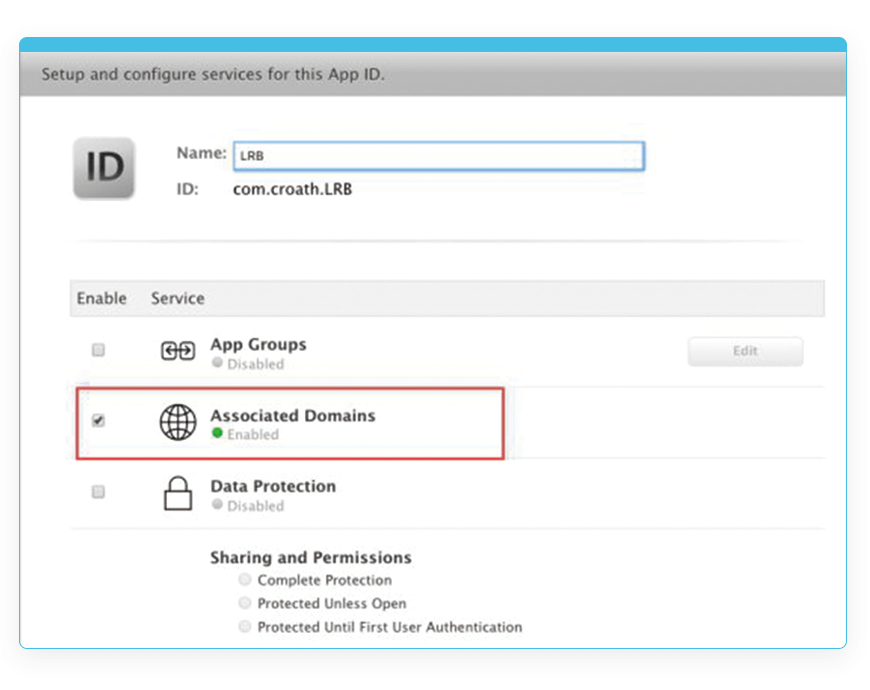 Setup and configure services for this App ID.
ID
Name: LRB
ID: com.croath.LRB
Enable Service
App Groups
Disabled
Edit
Associated Domains
Enabled
Data Protection
Disabled
Sharing and Permissions
Complete Protection
Protected Unless Open
Protected Until First User Authentication